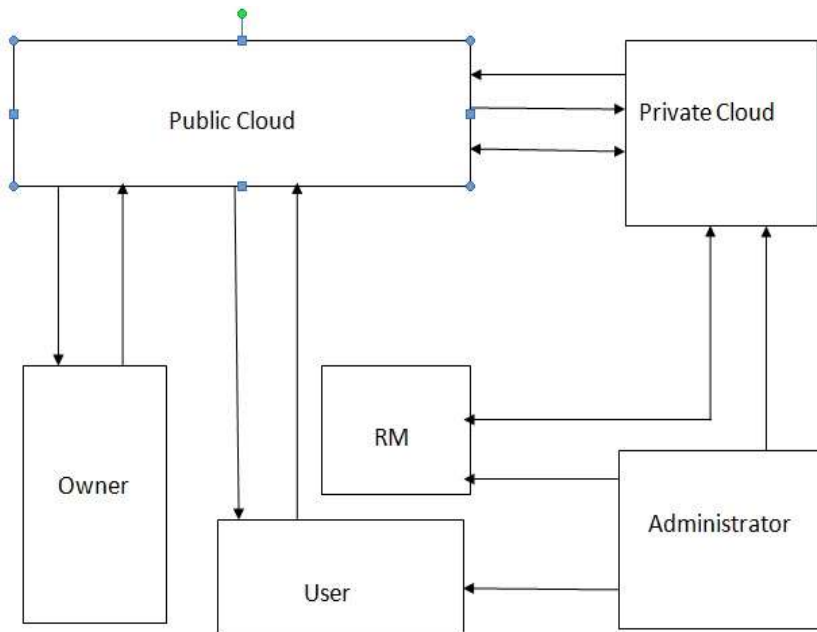 Public Cloud
Private Cloud
RM
Owner
Administrator
User